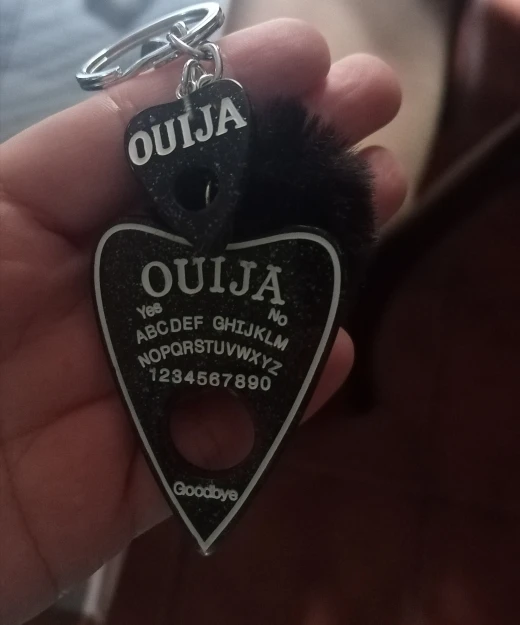 OUIJA
OUIJA
Yes No
ABCDEF GHIJKLM
NOPQRSTUVWXYZ
1234567890
Goodbye